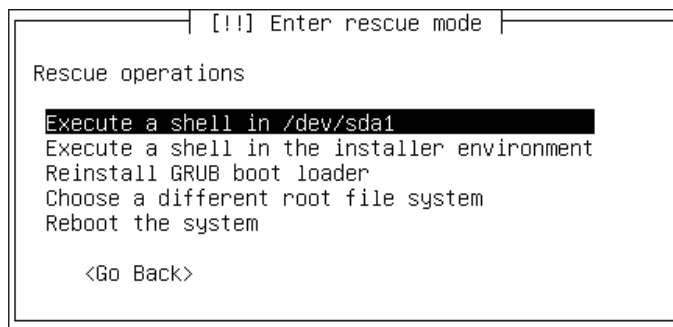 [!!] Enter rescue mode
Rescue operations
Execute a shell in /dev/sda1
Execute a shell in the installer environment
Reinstall GRUB boot loader
Choose a different root file system
Reboot the system
<Go Back>